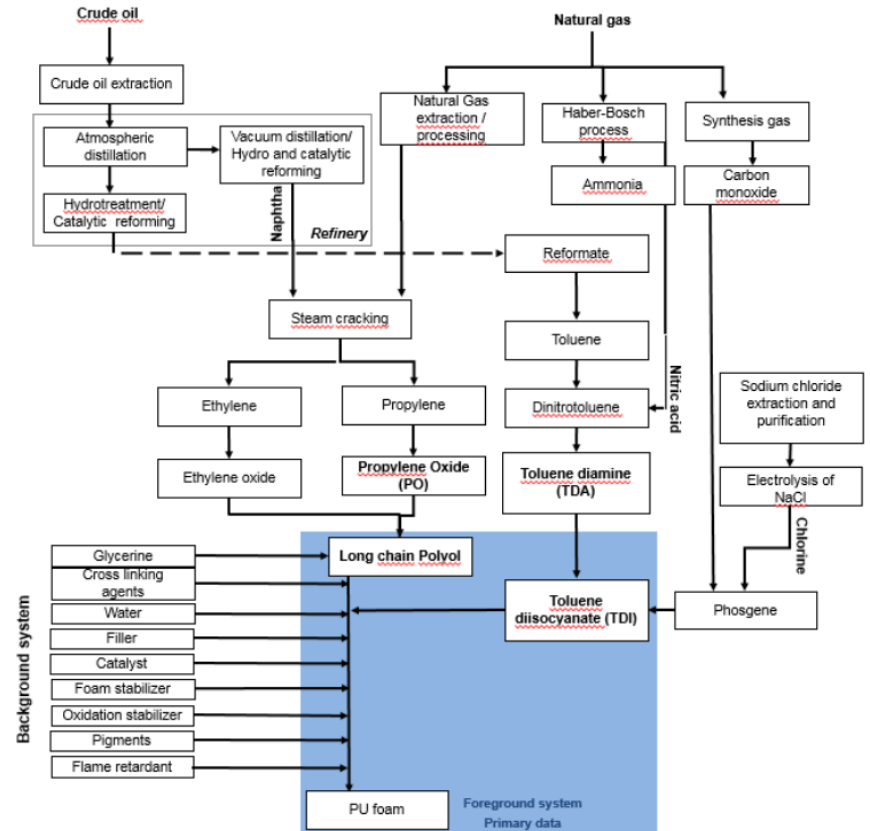 Crude oil
Natural gas
Crude oil extraction
Natural Gas
extraction /
processing
Haber-Bosch
process
Synthesis gas
Atmospheric
distillation
Vacuum distillation/
Hydro and catalytic
reforming
Ammonia
Carbon
monoxide
Hydrotreatment/
Catalytic reforming
Naphtha
Refinery
Reformate
Steam cracking
Toluene
Nitric acid
Ethylene
Propylene
Dinitrotoluene
Sodium chloride
extraction and
purification
Ethylene oxide
Propylene Oxide
(PO)
Toluene diamine
(TDA)
Electrolysis of
NaCl
Chlorine
Background system
Glycerine
Long chain Polyol
Cross linking
agents
Water
Toluene
diisocyanate (TDI)
Phosgene
Filler
Catalyst
Foam stabilizer
Oxidation stabilizer
Pigments
Flame retardant
PU foam
Foreground system
Primary data